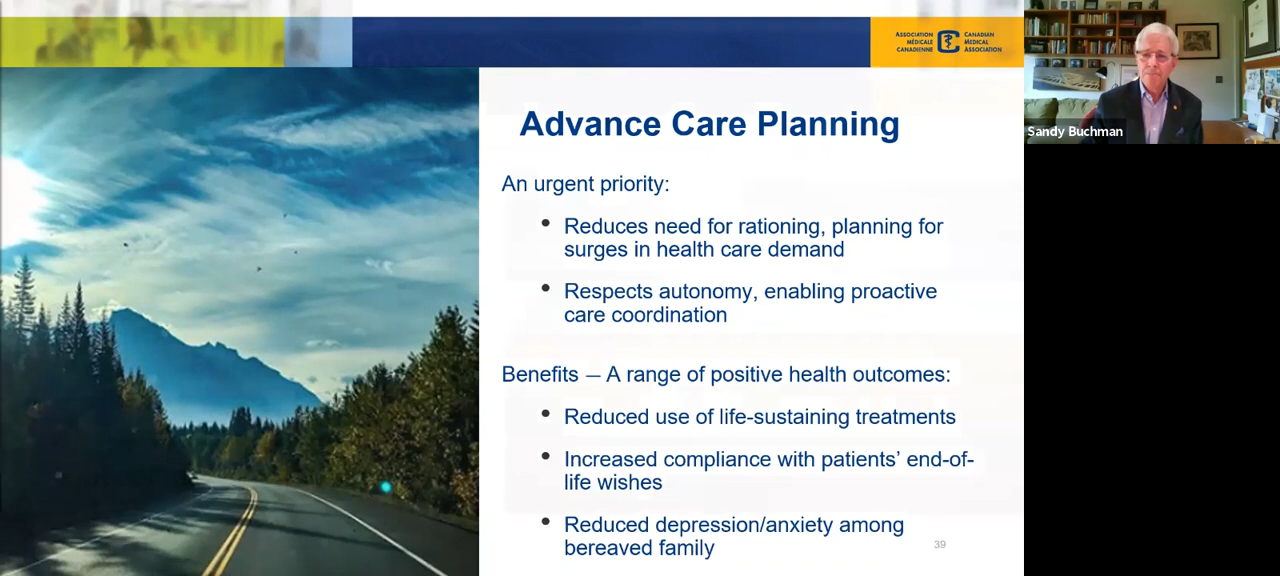 ASSOCIATION
MÉDICALE
CANADIENNE
CANADIAN
MEDICAL
ASSOCIATION
Sandy Buchman
Advance Care Planning
An urgent priority:
• Reduces need for rationing, planning for
surges in health care demand
• Respects autonomy, enabling proactive
care coordination
Benefits — A range of positive health outcomes:
• Reduced use of life-sustaining treatments
• Increased compliance with patients’ end-of-
life wishes
• Reduced depression/anxiety among
bereaved family
39